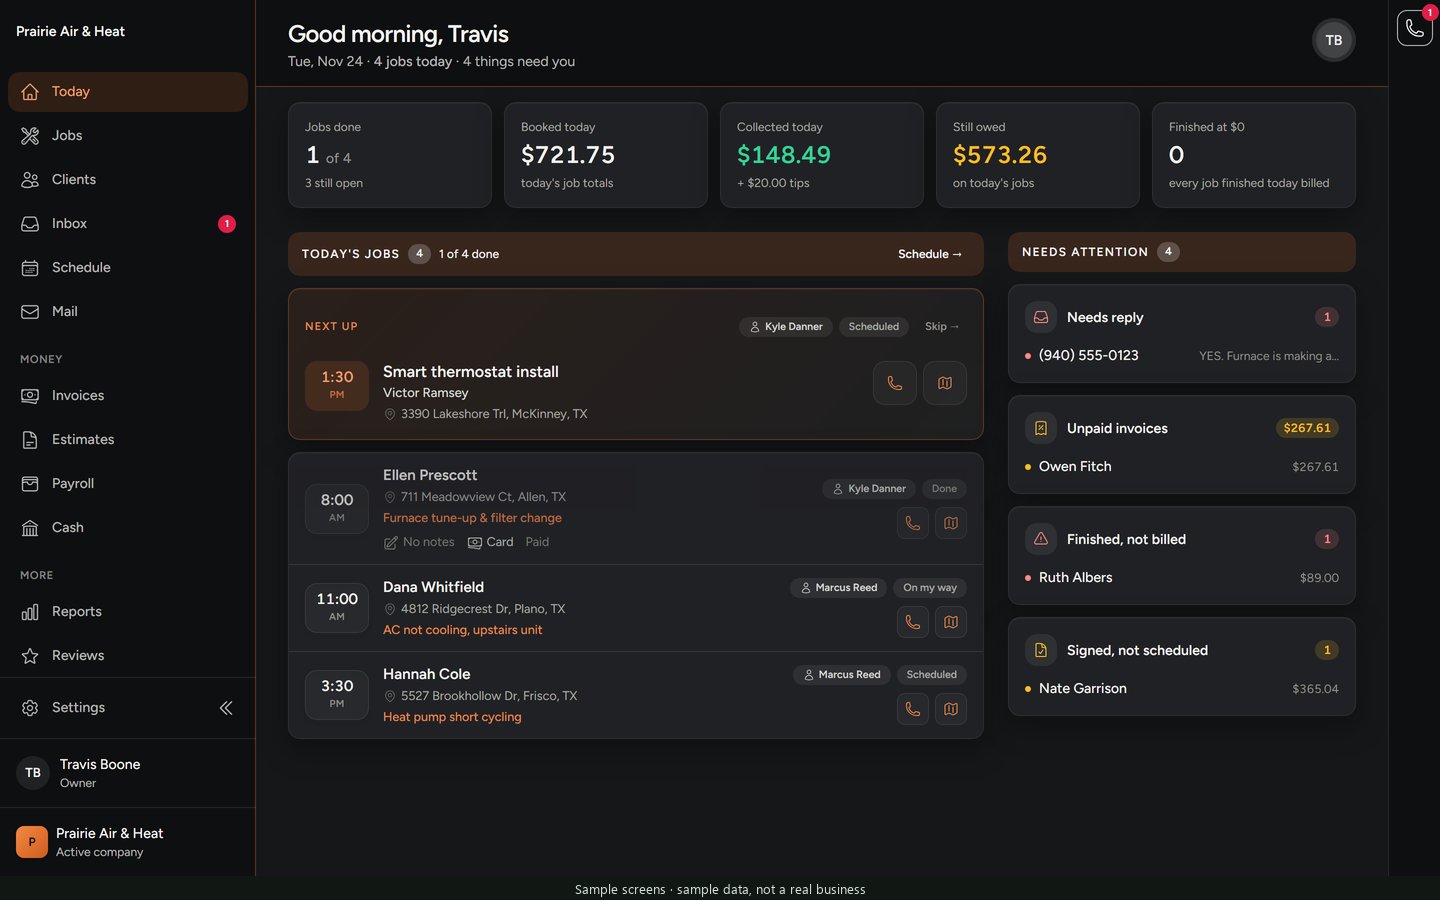 Prairie Air & Heat
Today
Jobs
Clients
Inbox
1
Schedule
Mail
MONEY
Invoices
Estimates
Payroll
Cash
MORE
Reports
Reviews
Settings
TB
Travis Boone
Owner
P
Prairie Air & Heat
Active company
Good morning, Travis
Tue, Nov 24 · 4 jobs today · 4 things need you
TB
1
Jobs done
1 of 4
3 still open
Booked today
$721.75
today's job totals
Collected today
$148.49
+ $20.00 tips
Still owed
$573.26
on today's jobs
Finished at $0
0
every job finished today billed
TODAY'S JOBS 4 1 of 4 done
Schedule →
NEXT UP
Kyle Danner
Scheduled
Skip →
1:30
PM
Smart thermostat install
Victor Ramsey
3390 Lakeshore Trl, McKinney, TX
8:00
AM
Ellen Prescott
711 Meadowview Ct, Allen, TX
Furnace tune-up & filter change
No notes Card Paid
Kyle Danner
Done
11:00
AM
Dana Whitfield
4812 Ridgecrest Dr, Plano, TX
AC not cooling, upstairs unit
Marcus Reed
On my way
3:30
PM
Hannah Cole
5527 Brookhollow Dr, Frisco, TX
Heat pump short cycling
Marcus Reed
Scheduled
NEEDS ATTENTION 4
Needs reply
1
(940) 555-0123
YES. Furnace is making a...
Unpaid invoices
$267.61
Owen Fitch
$267.61
Finished, not billed
1
Ruth Albers
$89.00
Signed, not scheduled
1
Nate Garrison
$365.04
Sample screens · sample data, not a real business